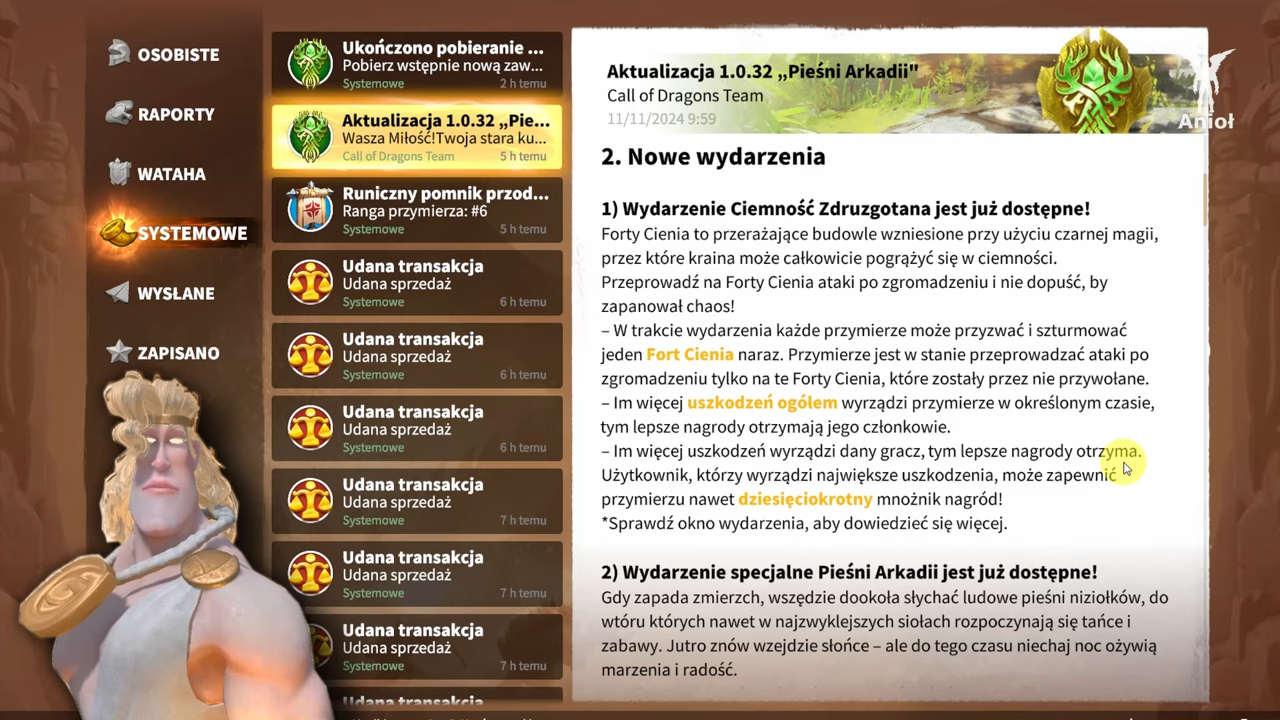 OSOBISTE
RAPORTY
WATAHA
SYSTEMOWE
WYSŁANE
ZAPISANO
Ukończono pobieranie ...
Pobierz wstępnie nową zaw...
Systemowe 2 h temu
Aktualizacja 1.0.32 „Pie...
Wasza Miłość!Twoja stara ku...
Call of Dragons Team 5 h temu
Runiczny pomnik przod...
Ranga przymierza: #6
Systemowe 5 h temu
Udana transakcja
Udana sprzedaż
Systemowe 6 h temu
Udana transakcja
Udana sprzedaż
Systemowe 6 h temu
Udana transakcja
Udana sprzedaż
Systemowe 6 h temu
Udana transakcja
Udana sprzedaż
Systemowe 7 h temu
Udana transakcja
Udana sprzedaż
Systemowe 7 h temu
Udana transakcja
Udana sprzedaż
Systemowe 7 h temu
Udana transakcja
Aktualizacja 1.0.32 „Pieśni Arkadii"
Call of Dragons Team
11/11/2024 9:59
Anioł
2. Nowe wydarzenia
1) Wydarzenie Ciemność Zdruzgotana jest już dostępne!
Forty Cienia to przerażające budowle wzniesione przy użyciu czarnej magii,
przez które kraina może całkowicie pogrążyć się w ciemności.
Przeprowadź na Forty Cienia ataki po zgromadzeniu i nie dopuść, by
zapanował chaos!
– W trakcie wydarzenia każde przymierze może przyzwać i szturmować
jeden Fort Cienia naraz. Przymierze jest w stanie przeprowadzać ataki po
zgromadzeniu tylko na te Forty Cienia, które zostały przez nie przywołane.
– Im więcej uszkodzeń ogółem wyrządzi przymierze w określonym czasie,
tym lepsze nagrody otrzymają jego członkowie.
– Im więcej uszkodzeń wyrządzi dany gracz, tym lepsze nagrody otrzyma.
Użytkownik, którzy wyrządzi największe uszkodzenia, może zapewnić
przymierzu nawet dziesięciokrotny mnożnik nagród!
*Sprawdź okno wydarzenia, aby dowiedzieć się więcej.
2) Wydarzenie specjalne Pieśni Arkadii jest już dostępne!
Gdy zapada zmierzch, wszędzie dookoła słychać ludowe pieśni niziołków, do
wtóru których nawet w najzwyklejszych siołach rozpoczynają się tańce i
zabawy. Jutro znów wzejdzie słońce – ale do tego czasu niechaj noc ożywią
marzenia i radość.